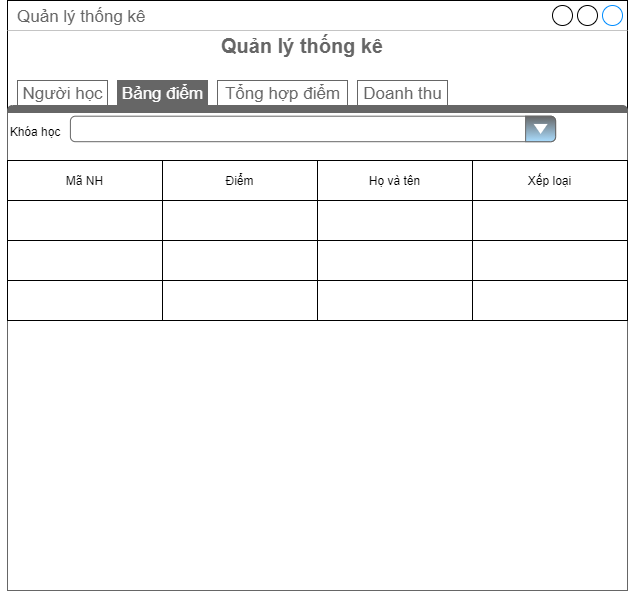 Quản lý thống kê
Quản lý thống kê
Người học Bảng điểm Tổng hợp điểm Doanh thu
Khóa học
Mã NH Điểm Họ và tên Xếp loại